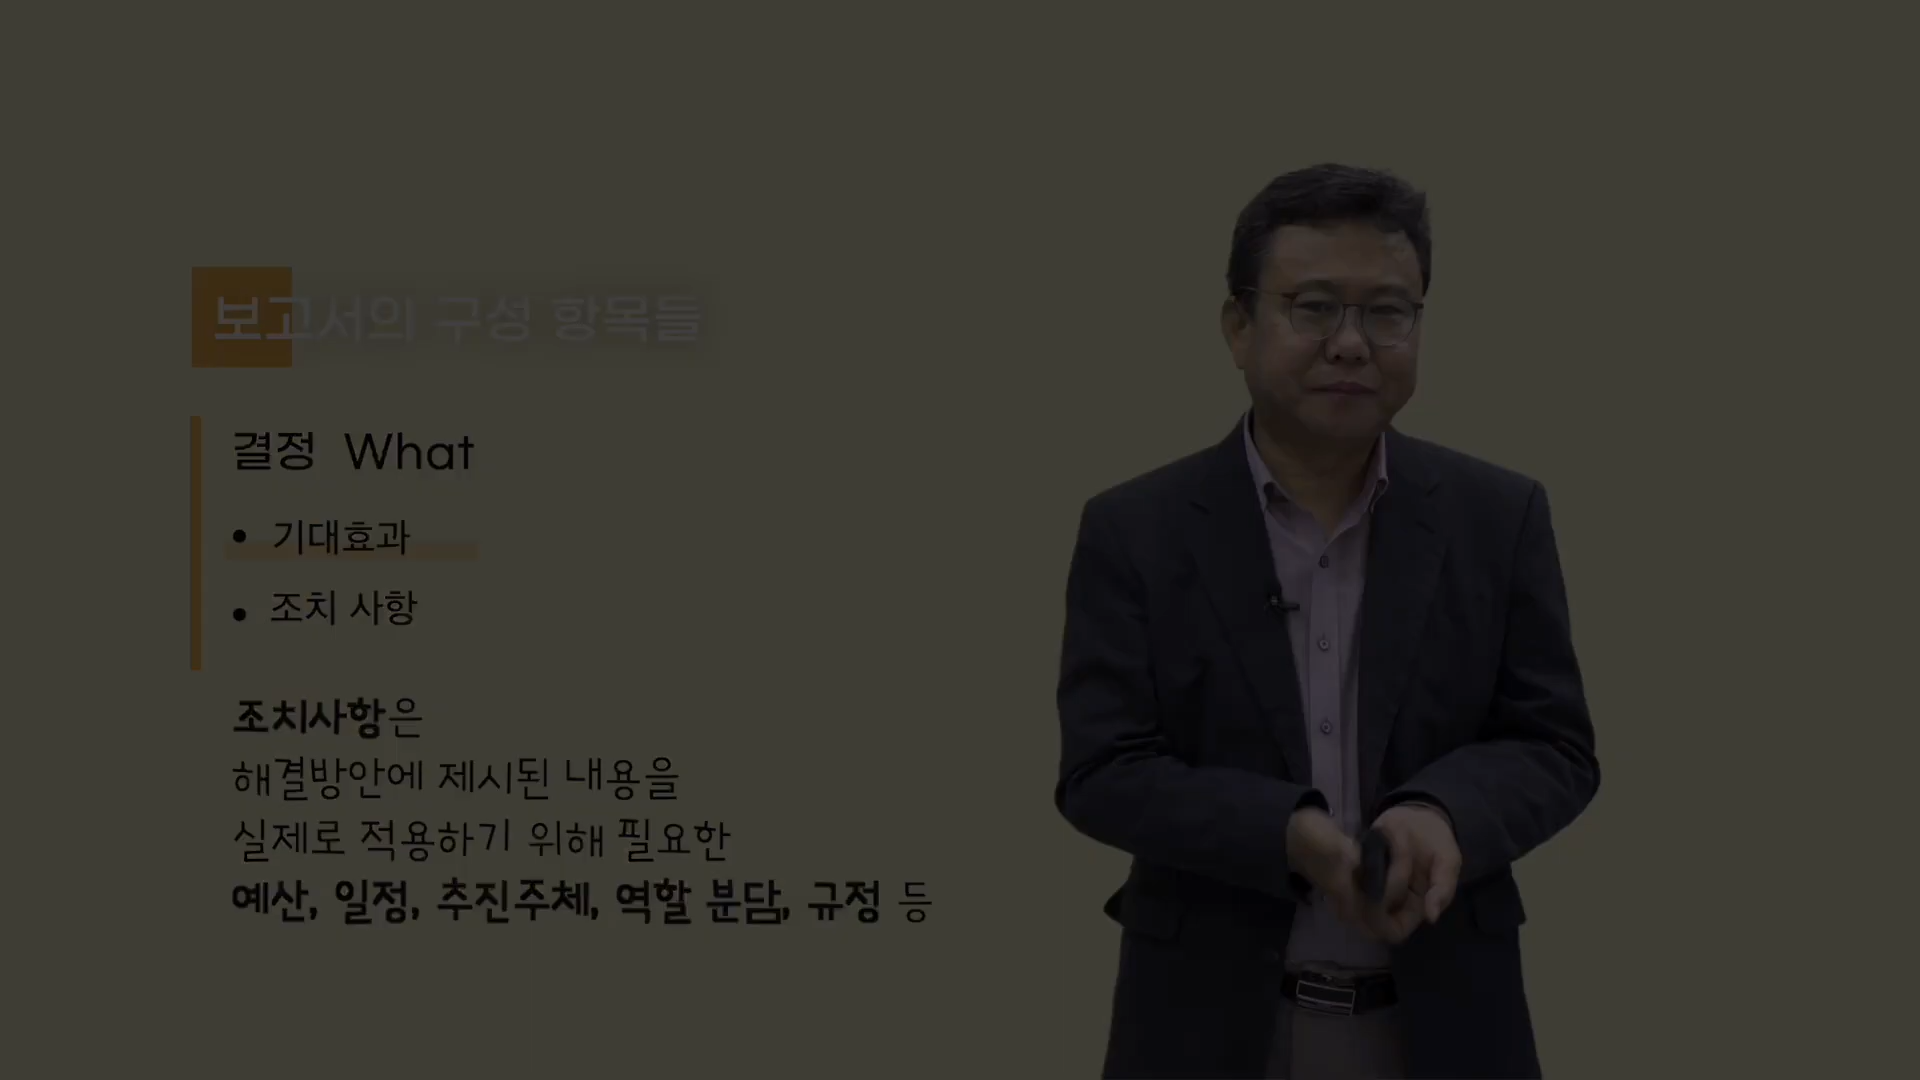 보고서의 구성 항목들
결정 What
• 기대효과
• 조치 사항
조치사항은
해결방안에 제시된 내용을
실제로 적용하기 위해 필요한
예산, 일정, 추진주체, 역할 분담, 규정 등